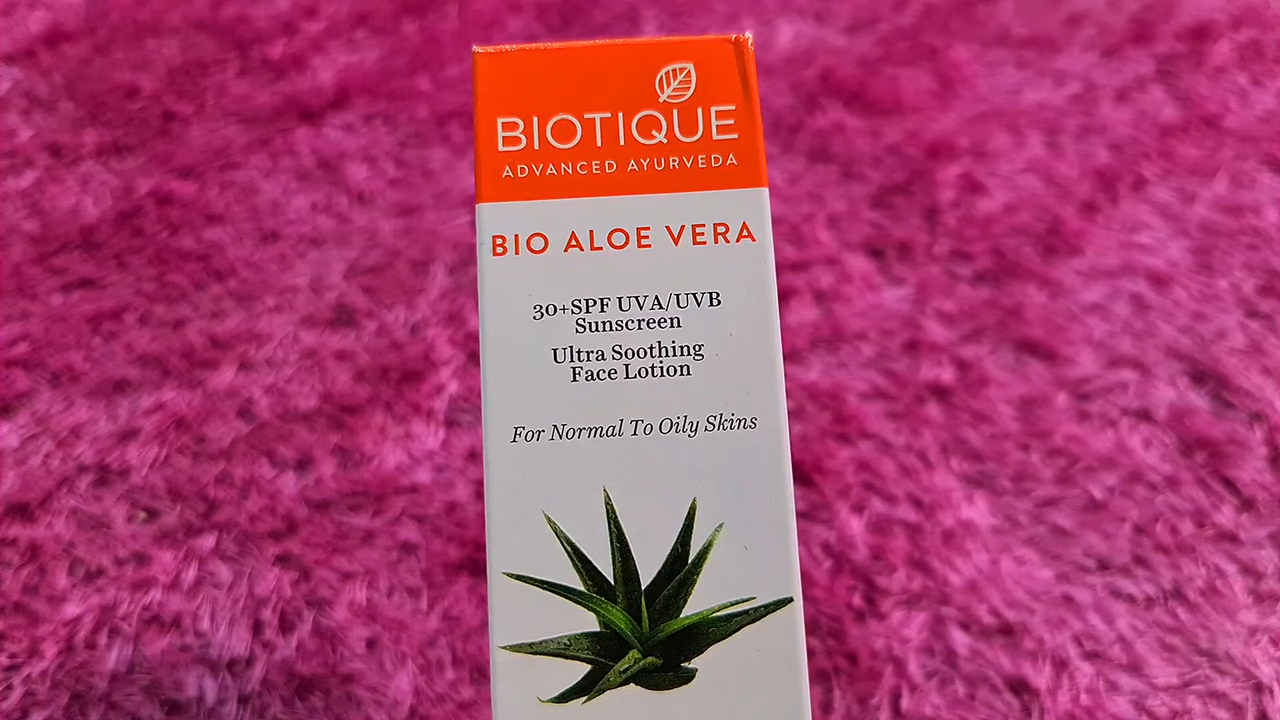 BIOTIQUE
ADVANCED AYURVEDA
BIO ALOE VERA
30+SPF UVA/UVB
Sunscreen
Ultra Soothing
Face Lotion
For Normal To Oily Skins